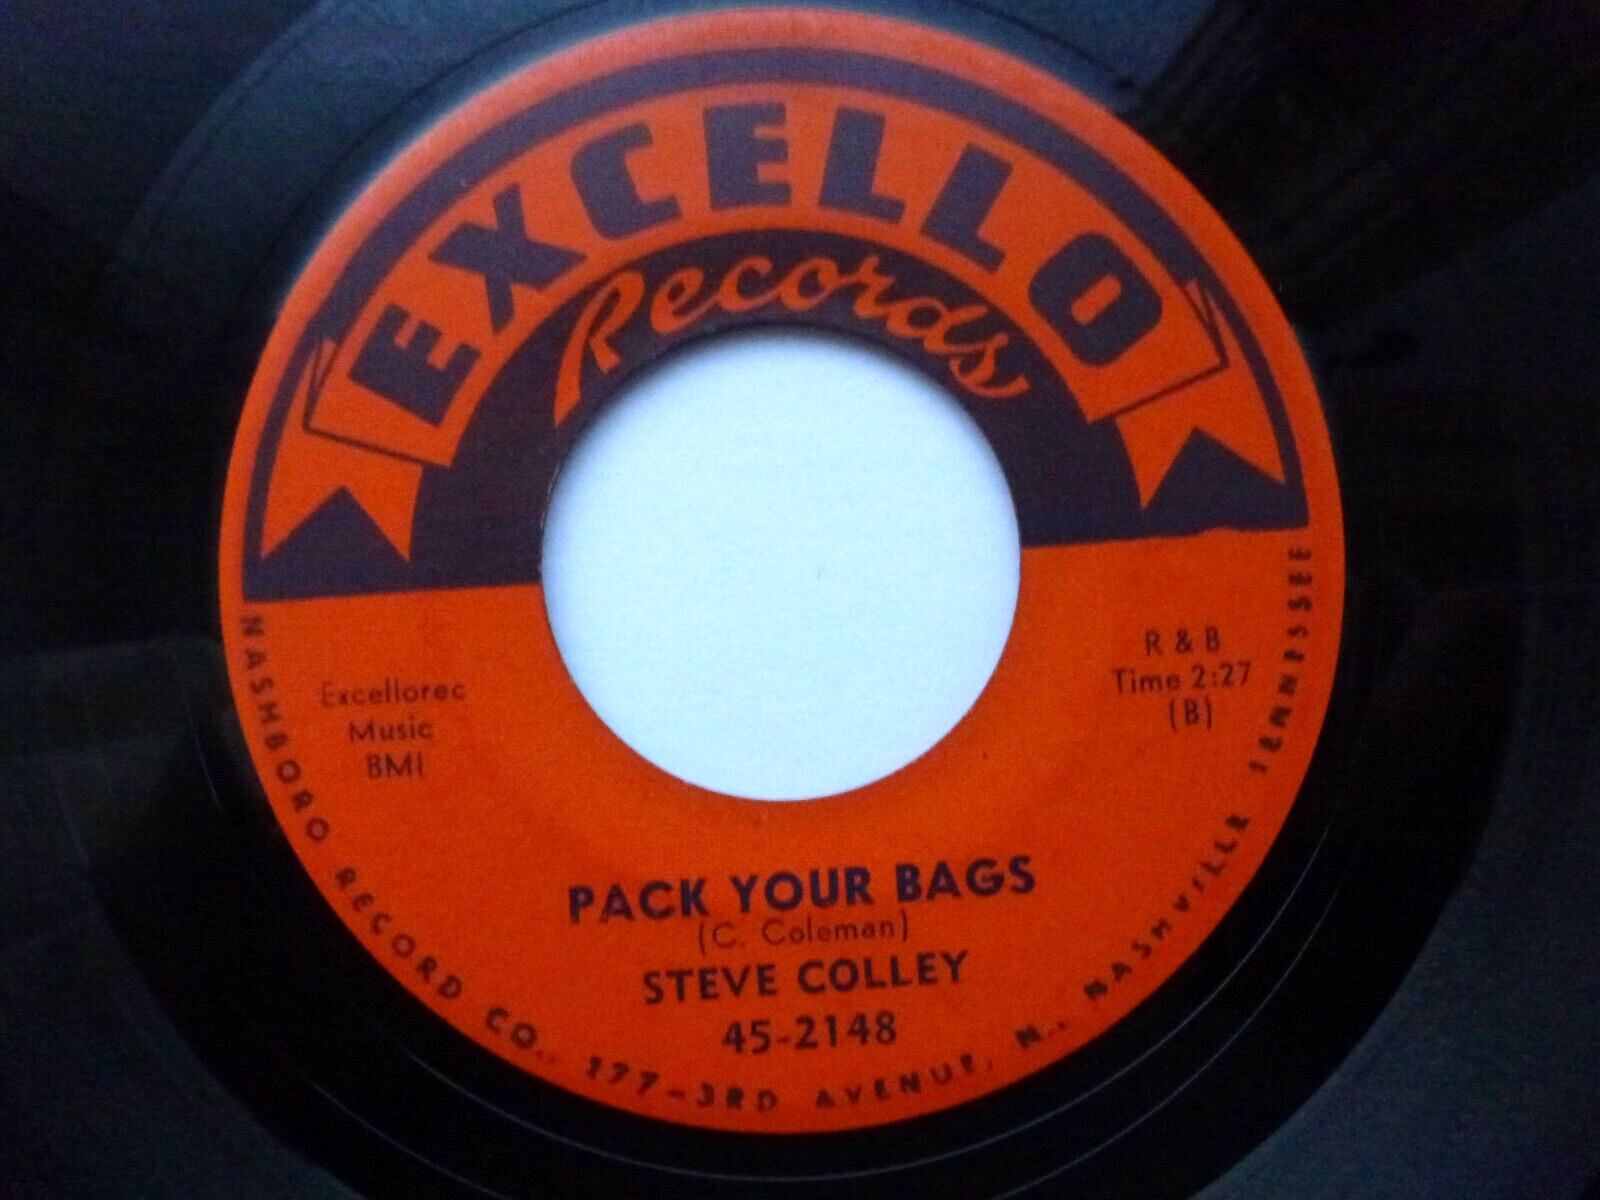 EXCELLO
Records
Excellorec
Music
BMI
R & B
Time 2:27
(B)
PACK YOUR BAGS
(C. Coleman)
STEVE COLLEY
45-2148
NASHBORO RECORD CO., 177-3RD AVENUE, N., NASHVILLE TENNESSEE